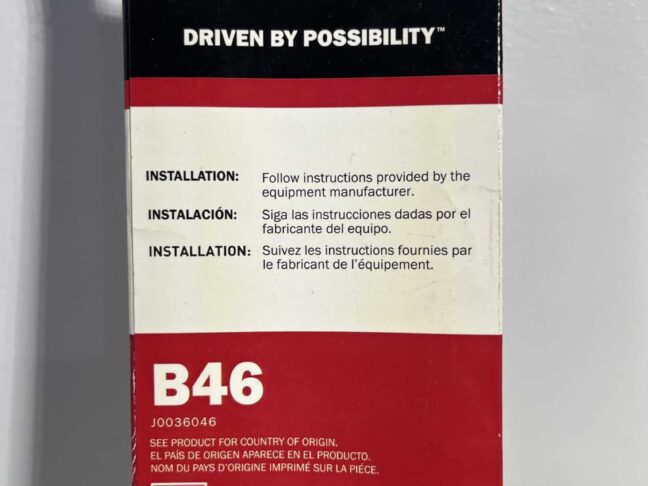 DRIVEN BY POSSIBILITY™
INSTALLATION: Follow instructions provided by the
equipment manufacturer.
INSTALACIÓN: Siga las instrucciones dadas por el
fabricante del equipo.
INSTALLATION: Suivez les instructions fournies par
le fabricant de l'équipement.
B46
J0036046
SEE PRODUCT FOR COUNTRY OF ORIGIN.
EL PAÍS DE ORIGEN APARECE EN EL PRODUCTO.
NOM DU PAYS D'ORIGINE IMPRIMÉ SUR LA PIÉCE.